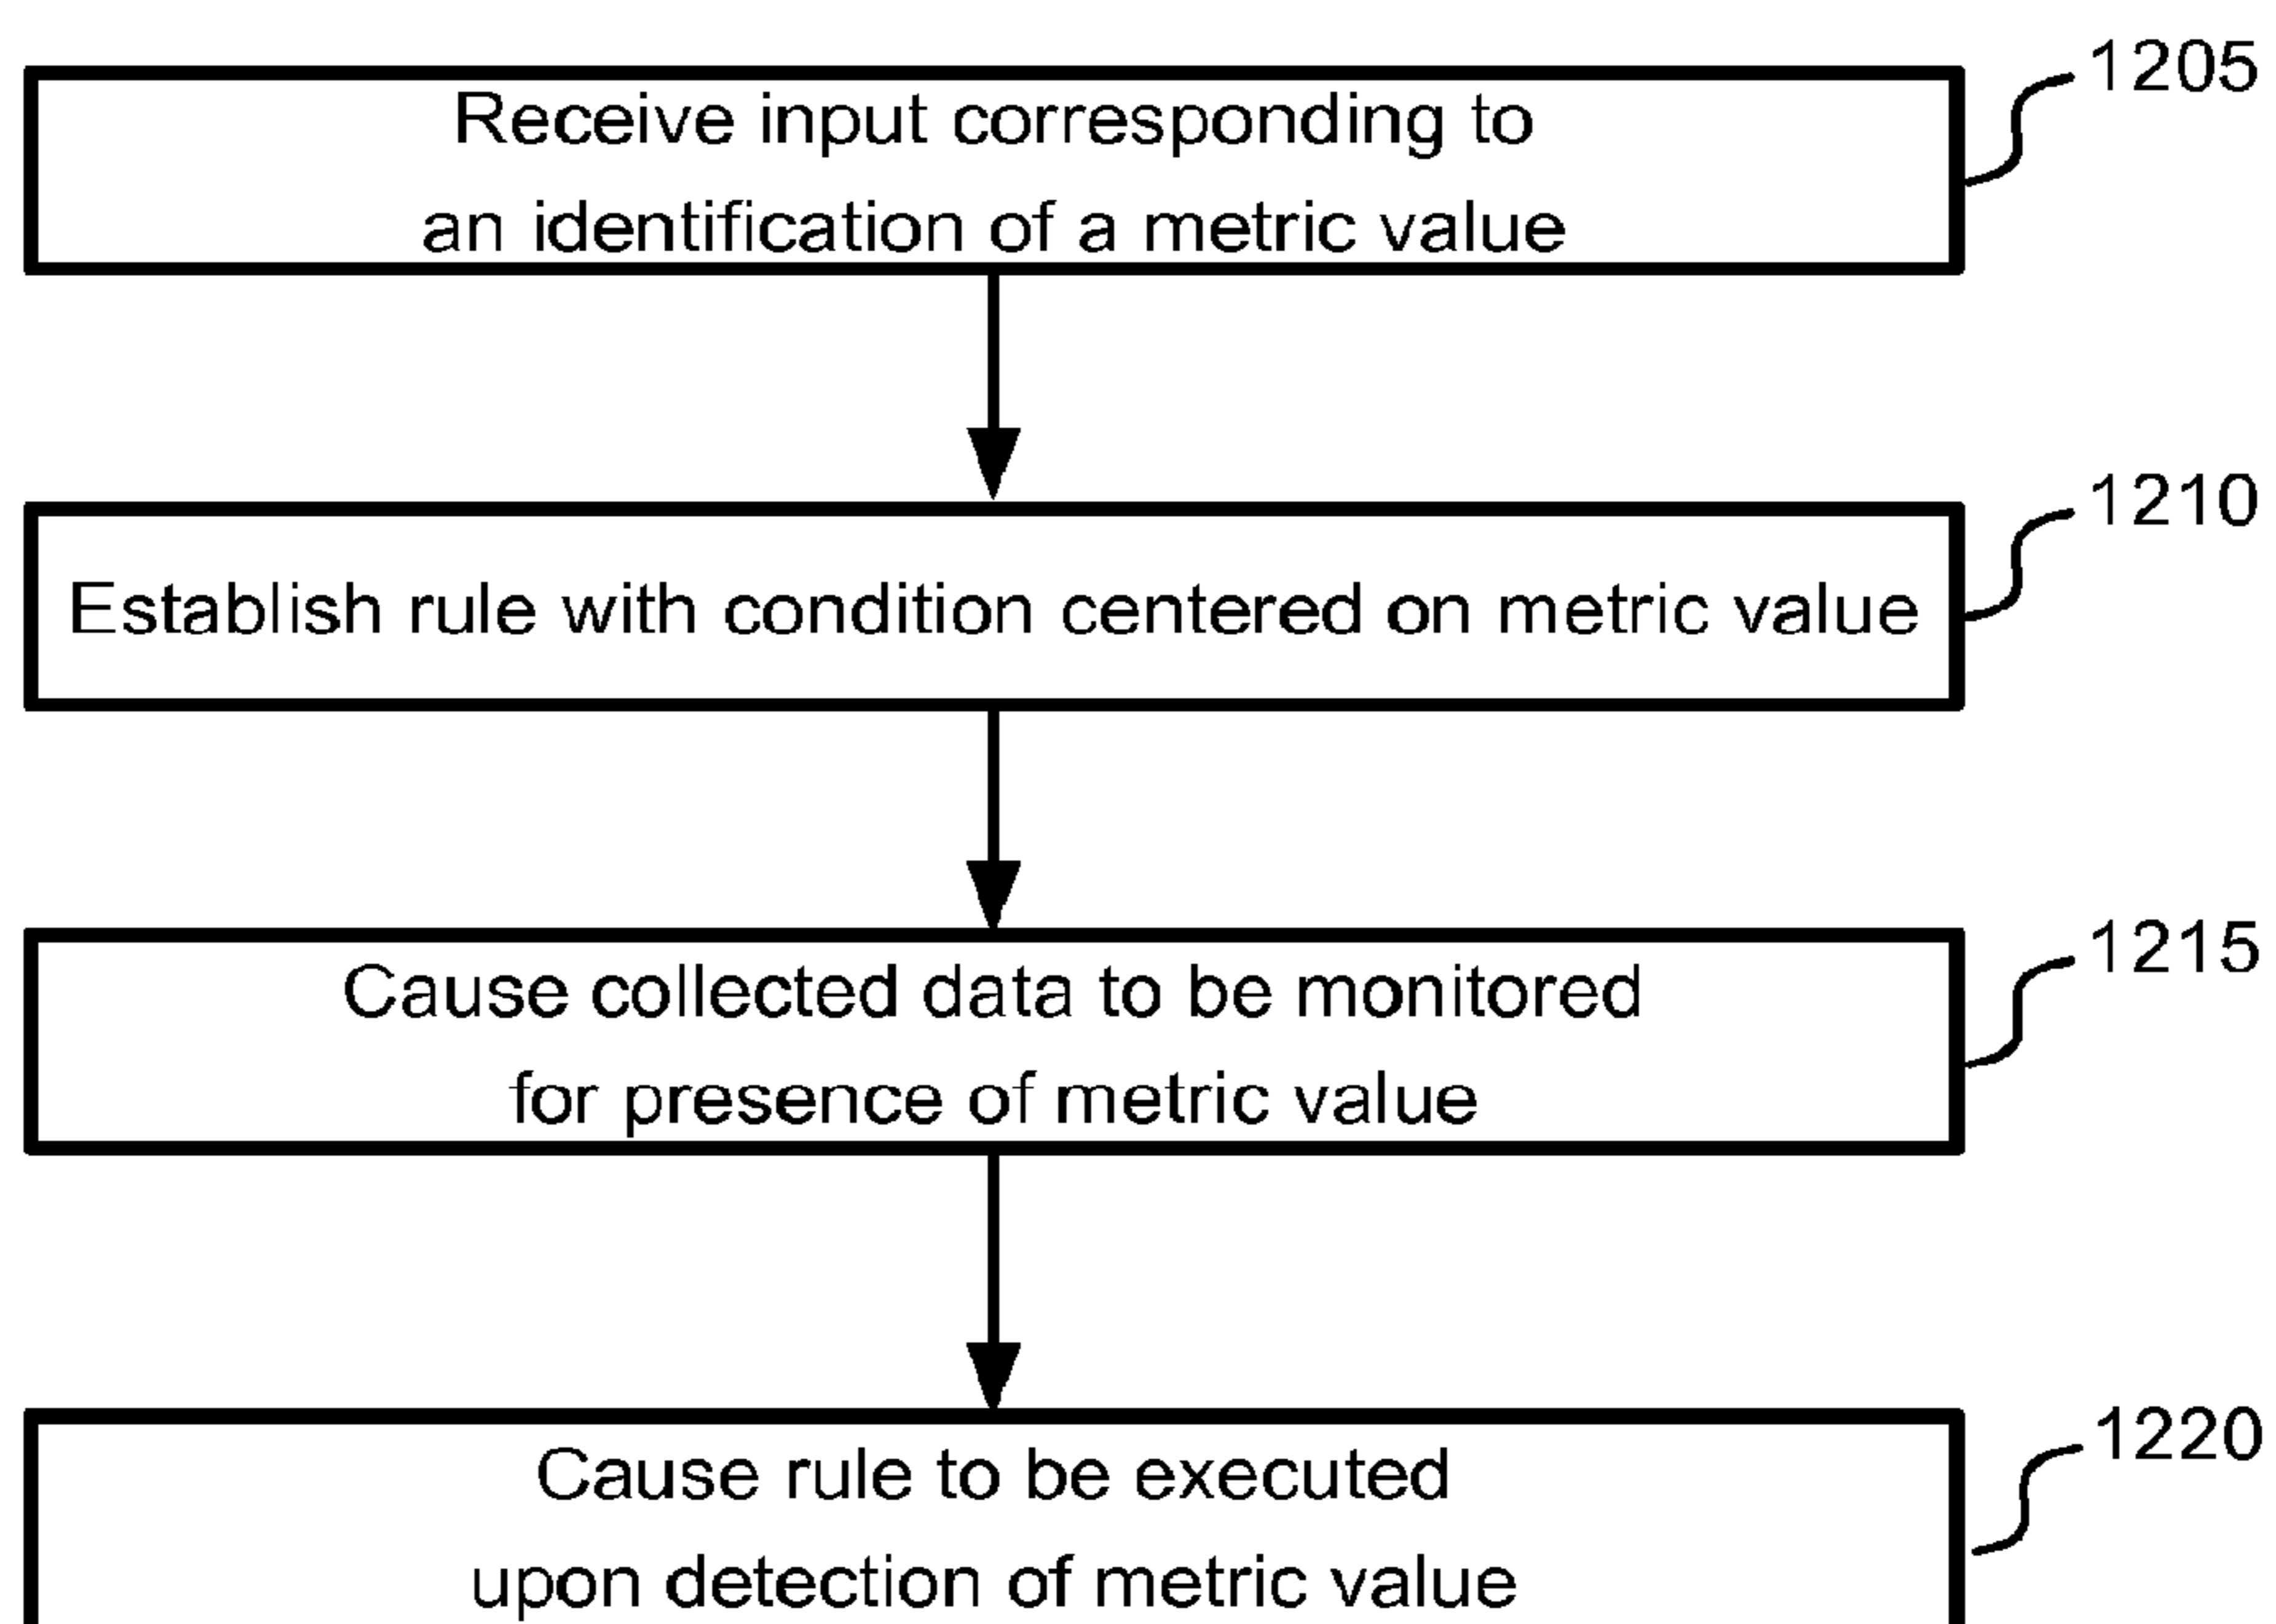 1205
Receive input corresponding to
an identification of a metric value
1210
Establish rule with condition centered on metric value
1215
Cause collected data to be monitored
for presence of metric value
1220
Cause rule to be executed
upon detection of metric value